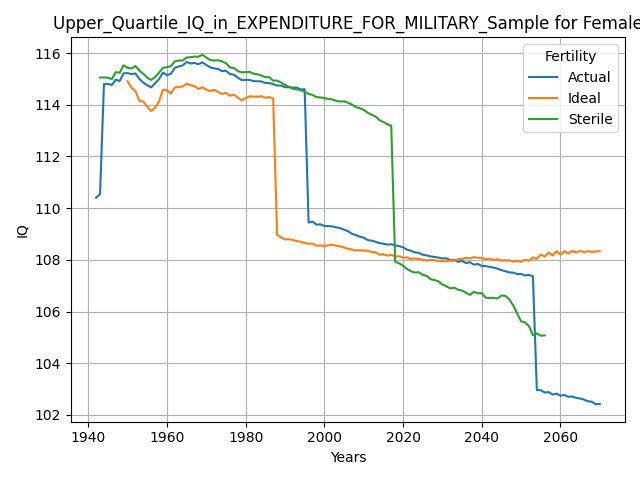 Upper_Quartile_IQ_in_EXPENDITURE_FOR_MILITARY_Sample for Female
Fertility
Actual
Ideal
Sterile
116
114
112
110
108
106
104
102
IQ
1940
1960
1980
2000
2020
2040
2060
Years